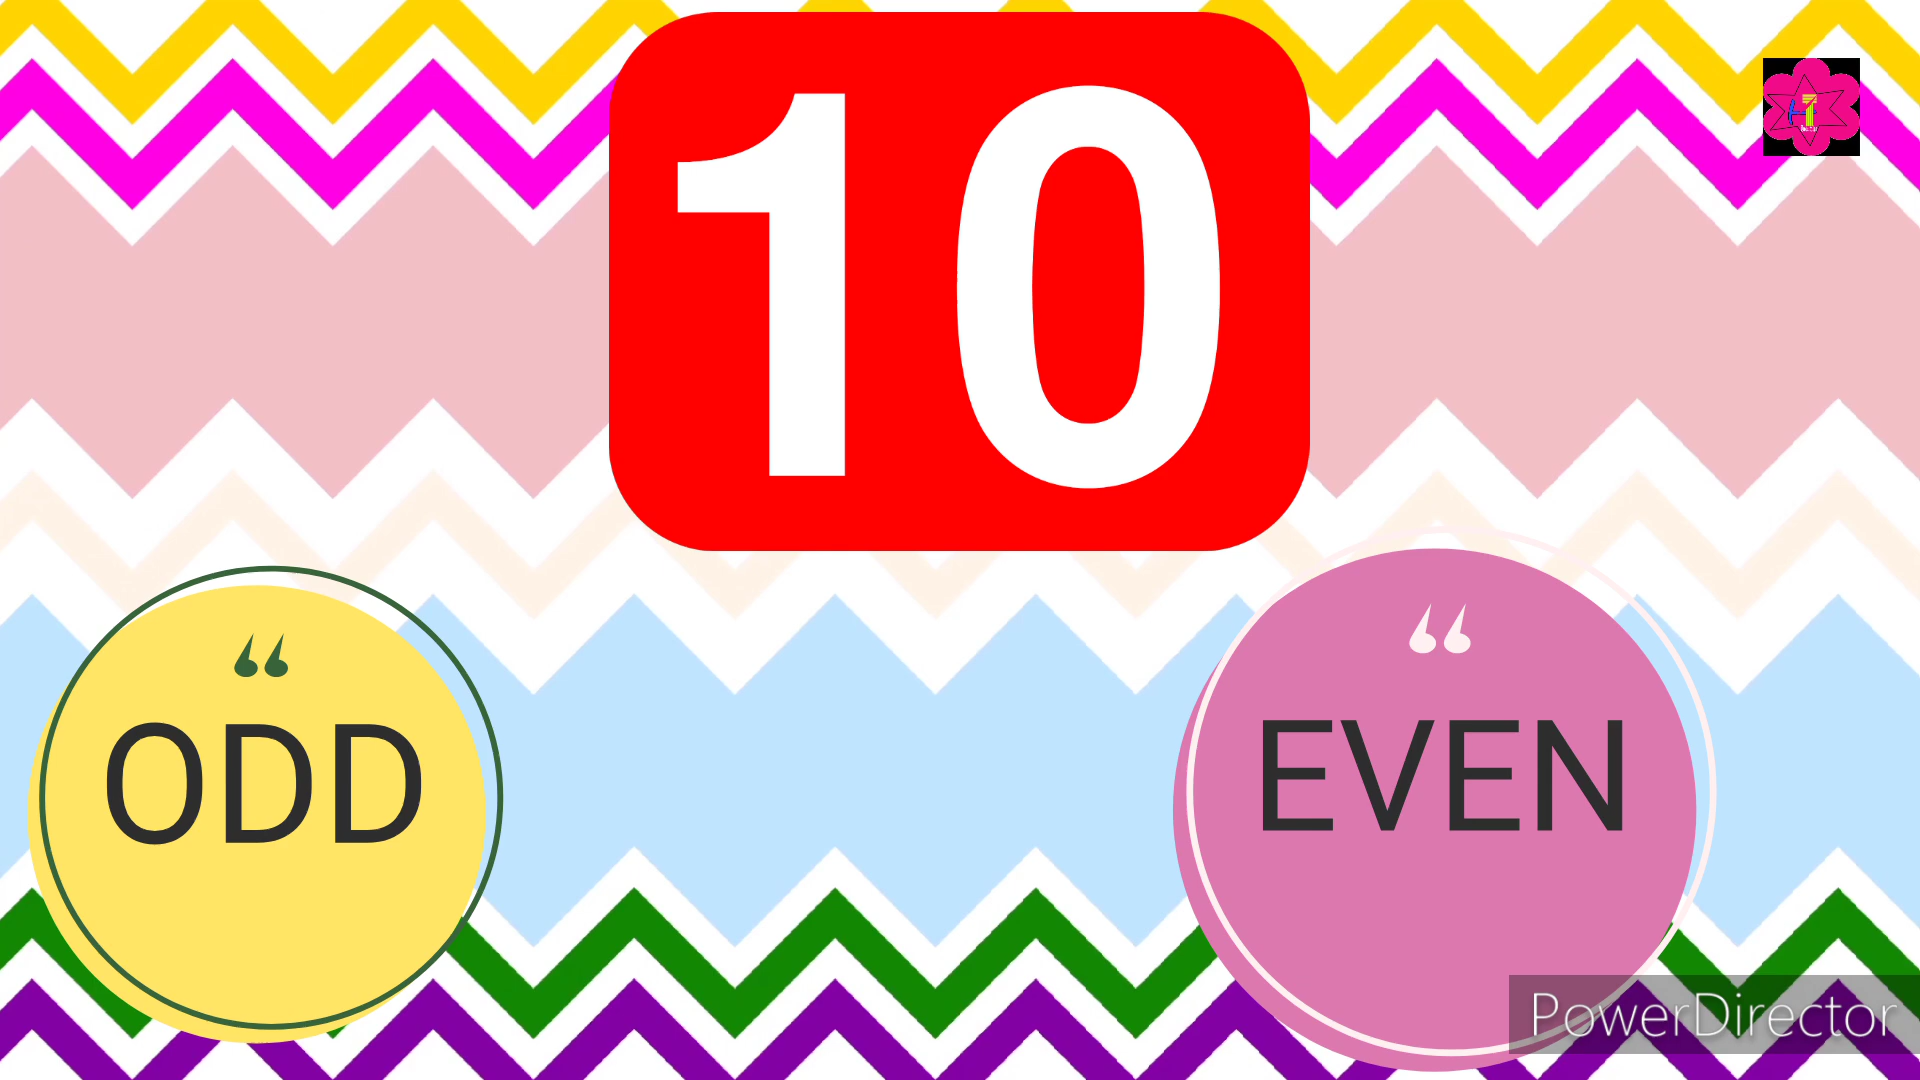 10
“
ODD
“
EVEN
PowerDirector